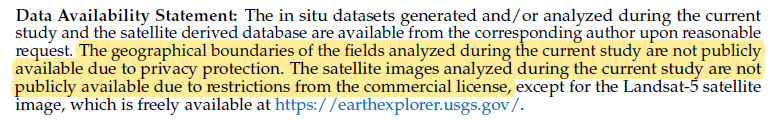 Data Availability Statement: The in situ datasets generated and/or analyzed during the current
study and the satellite derived database are available from the corresponding author upon reasonable
request. The geographical boundaries of the fields analyzed during the current study are not publicly
available due to privacy protection. The satellite images analyzed during the current study are not
publicly available due to restrictions from the commercial license, except for the Landsat-5 satellite
image, which is freely available at https://earthexplorer.usgs.gov/.